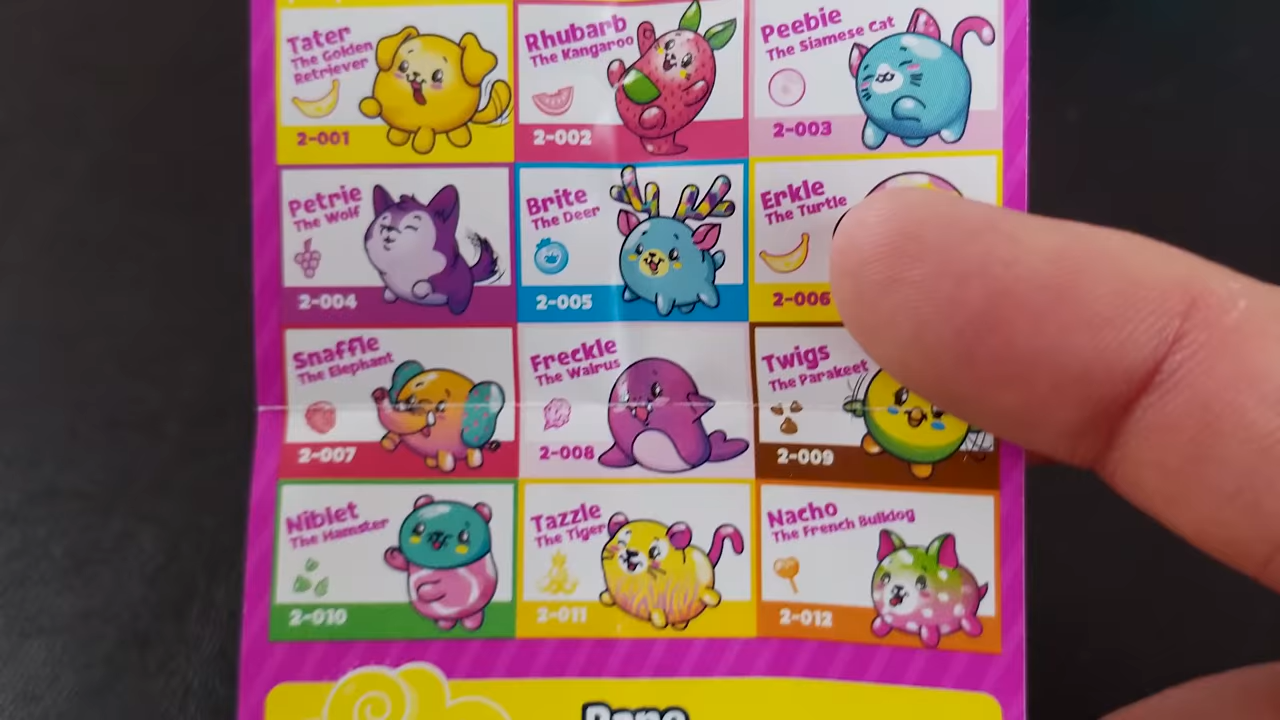 Tater
The Golden
Retriever
2-001
Rhubarb
The Kangaroo
2-002
Peebie
The Siamese Cat
2-003
Petrie
The Wolf
2-004
Brite
The Deer
2-005
Erkle
The Turtle
2-006
Snaffle
The Elephant
2-007
Freckle
The Walrus
2-008
Twigs
The Parakeet
2-009
Niblet
The Hamster
2-010
Tazzle
The Tiger
2-011
Nacho
The French Bulldog
2-012